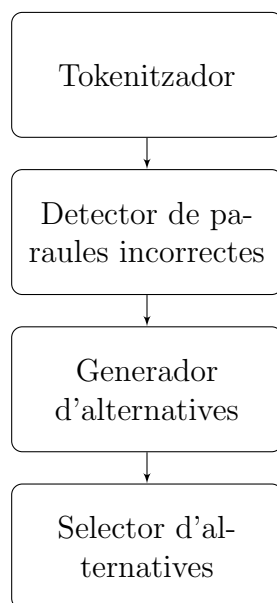 Tokenitzador
Detector de pa-
raules incorrectes
Generador
d'alternatives
Selector d'al-
ternatives